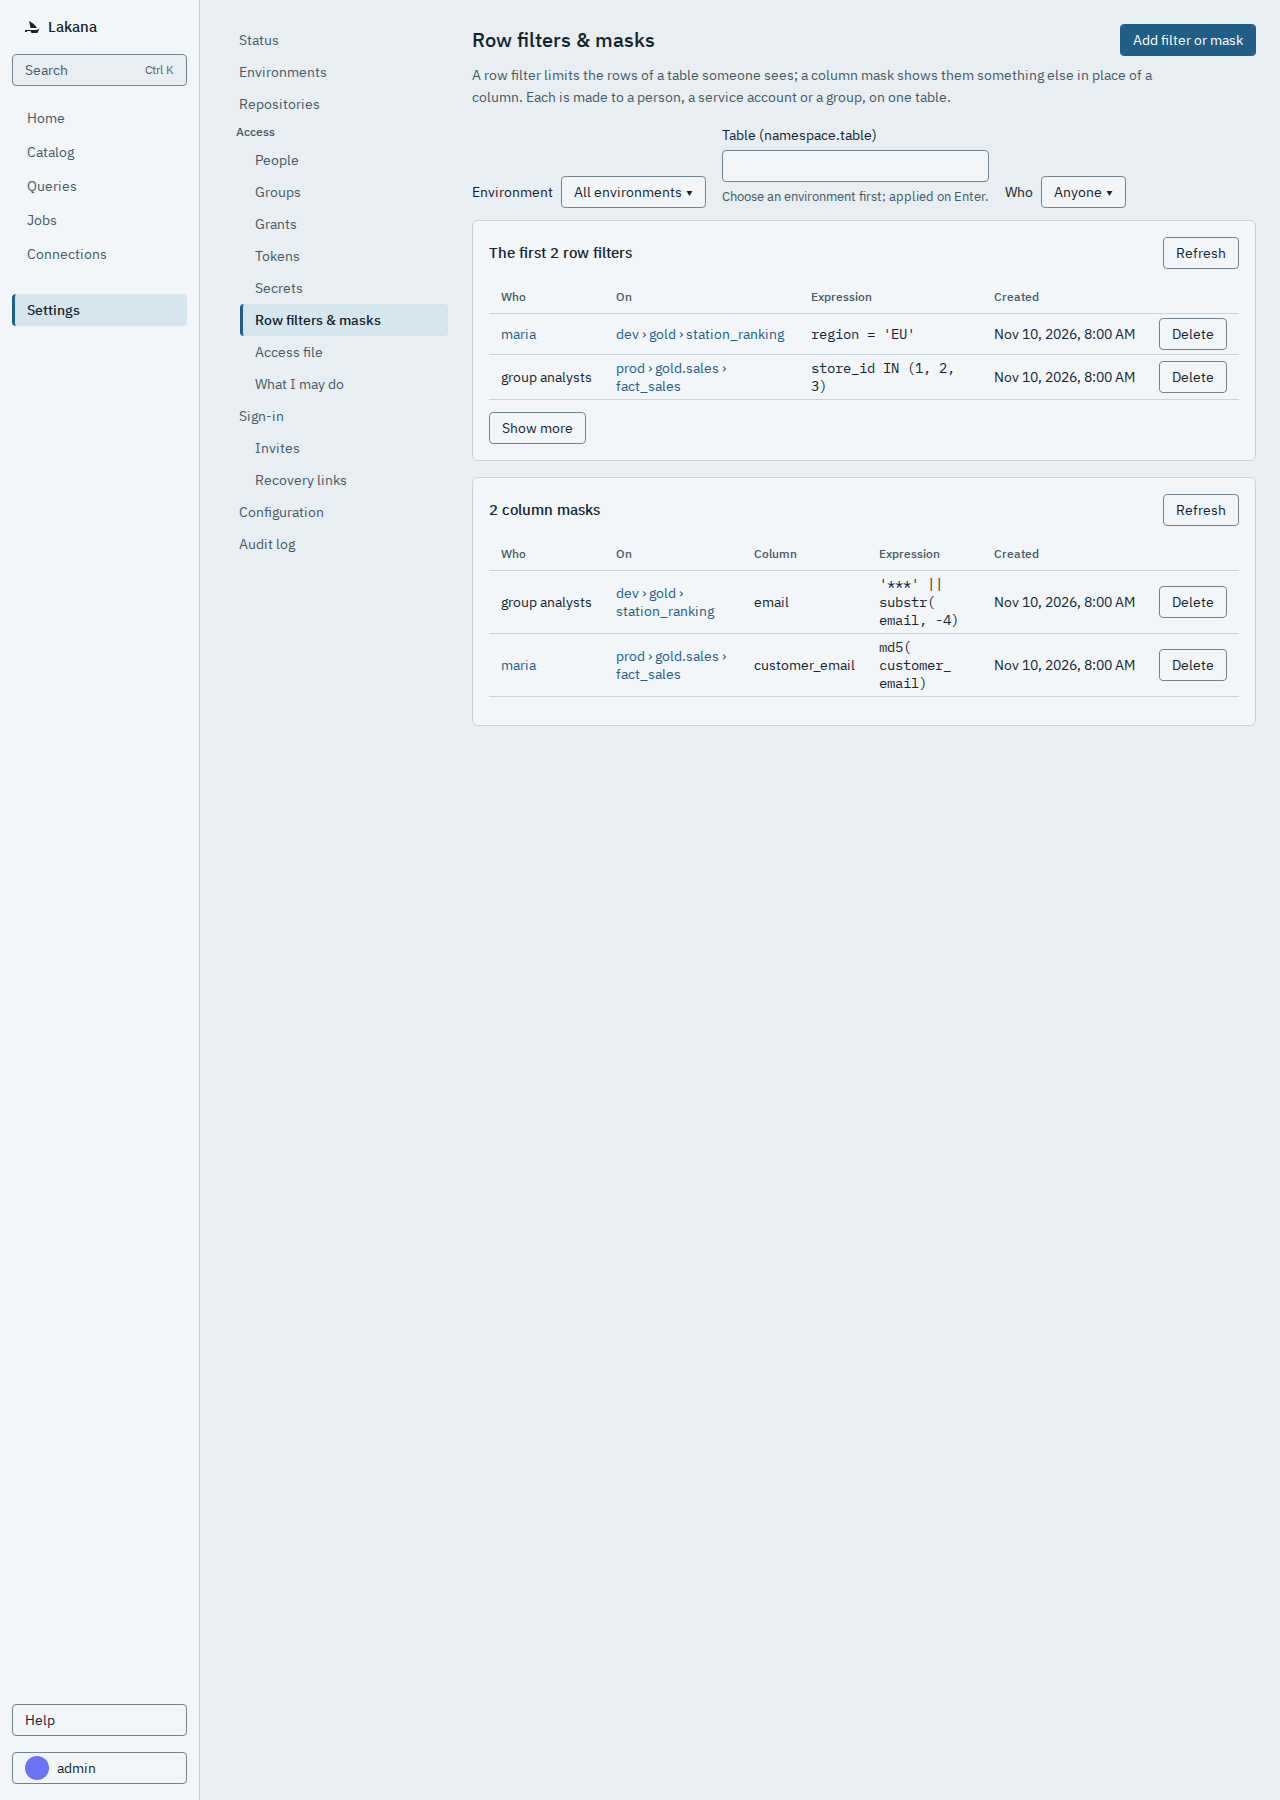 Lakana
Search Ctrl K
Home
Catalog
Queries
Jobs
Connections
Settings
Help
admin
Status
Environments
Repositories
Access
People
Groups
Grants
Tokens
Secrets
Row filters & masks
Access file
What I may do
Sign-in
Invites
Recovery links
Configuration
Audit log
Row filters & masks
Add filter or mask
A row filter limits the rows of a table someone sees; a column mask shows them something else in place of a
column. Each is made to a person, a service account or a group, on one table.
Environment All environments ▾
Table (namespace.table)
Choose an environment first; applied on Enter.
Who Anyone ▾
The first 2 row filters
Refresh
Who On Expression Created
maria dev › gold › station_ranking region = 'EU' Nov 10, 2026, 8:00 AM Delete
group analysts prod › gold.sales › store_id IN (1, 2, Nov 10, 2026, 8:00 AM Delete
fact_sales 3)
Show more
2 column masks
Refresh
Who On Column Expression Created
group analysts dev › gold › email '***' || Nov 10, 2026, 8:00 AM Delete
station_ranking substr(
email, -4)
maria prod › gold.sales › customer_email md5( Nov 10, 2026, 8:00 AM Delete
fact_sales customer_
email)